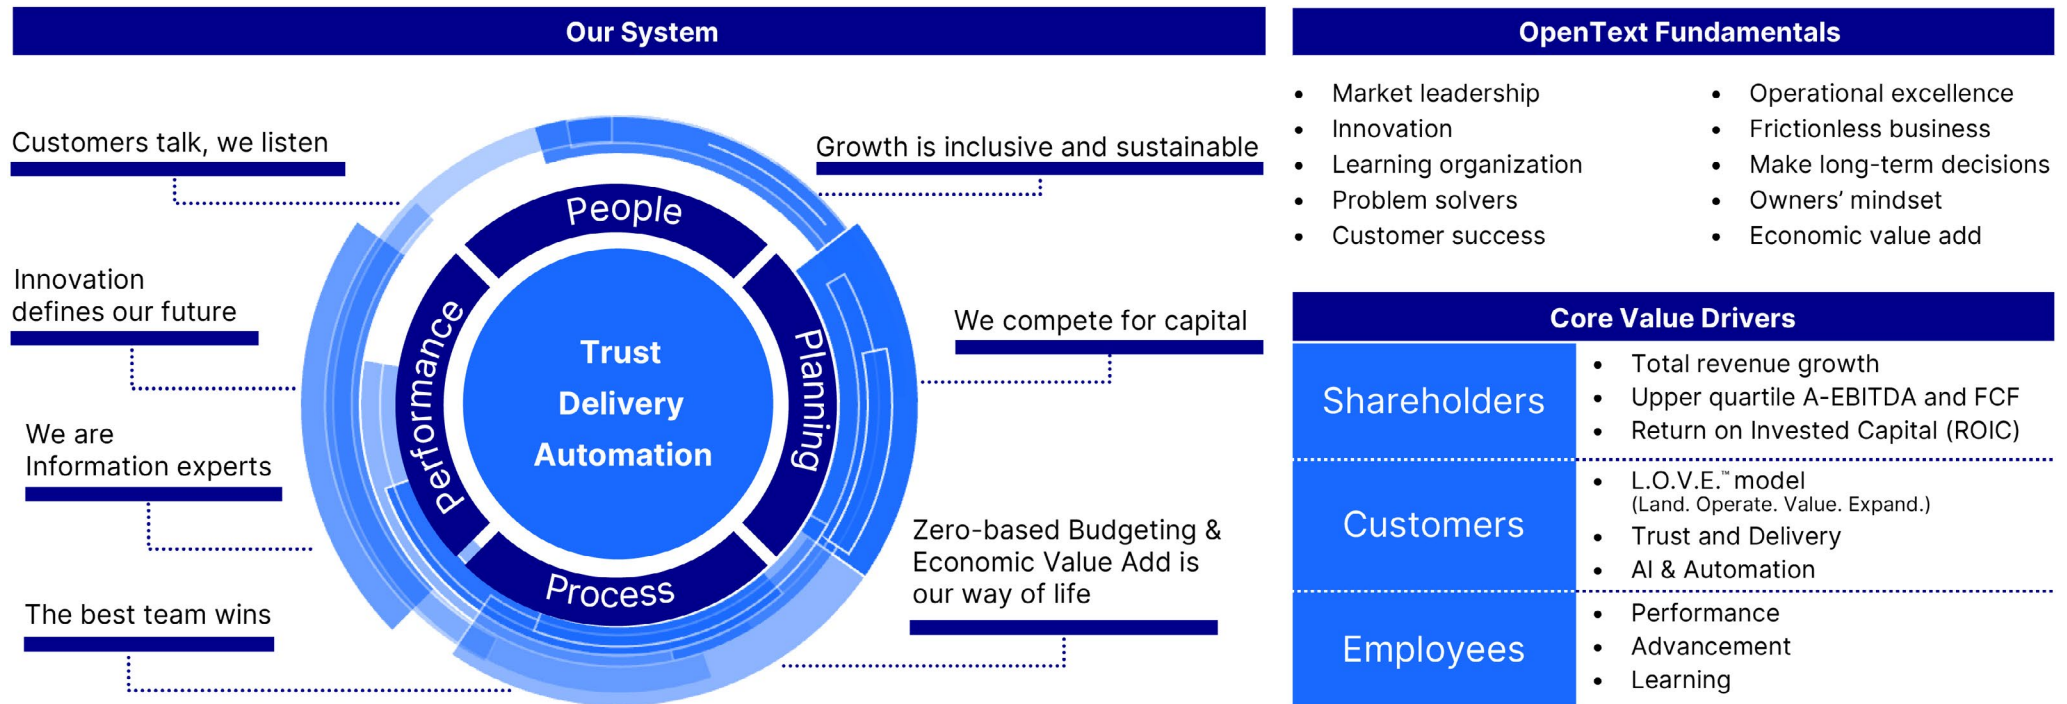 Our System
Customers talk, we listen
Innovation
defines our future
We are
Information experts
The best team wins
People
Performance
Planning
Process
Trust
Delivery
Automation
Growth is inclusive and sustainable
We compete for capital
Zero-based Budgeting &
Economic Value Add is
our way of life
OpenText Fundamentals
• Market leadership
• Innovation
• Learning organization
• Problem solvers
• Customer success
• Operational excellence
• Frictionless business
• Make long-term decisions
• Owners’ mindset
• Economic value add
Core Value Drivers
Shareholders
• Total revenue growth
• Upper quartile A-EBITDA and FCF
• Return on Invested Capital (ROIC)
Customers
• L.O.V.E.™ model
(Land. Operate. Value. Expand.)
• Trust and Delivery
• AI & Automation
Employees
• Performance
• Advancement
• Learning